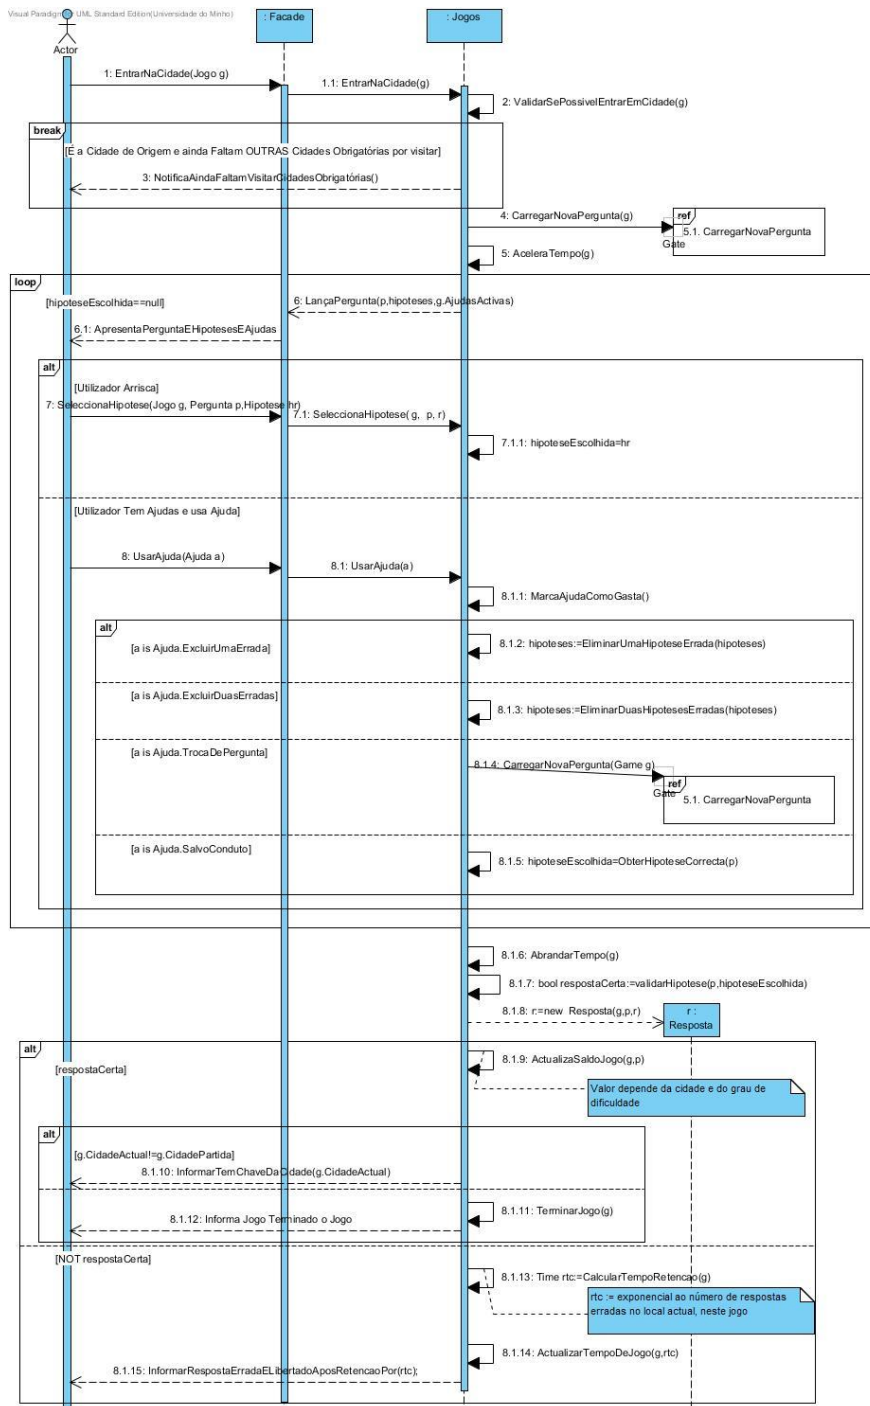 Visual Paradigm for UML Standard Edition(Universidade do Minho)
: Facade
: Jogos
Actor
1: EntrarNaCidade(Jogo g)
1.1: EntrarNaCidade(g)
2: ValidarSePossivelEntrarEmCidade(g)
break
[É a Cidade de Origem e ainda Faltam OUTRAS Cidades Obrigatórias por visitar]
3: NotificaAindaFaltamVisitarCidadesObrigatórias()
4: CarregarNovaPergunta(g)
ref
5.1. CarregarNovaPergunta
Gate
5: AceleraTempo(g)
loop
[hipoteseEscolhida==null]
6: LançaPergunta(p,hipoteses,g.AjudasActivas)
6.1: ApresentaPerguntaEHipotesesEAjudas
alt
[Utilizador Arrisca]
7: SeleccionaHipotese(Jogo g, Pergunta p,Hipotese hr)
7.1: SeleccionaHipotese( g, p, r)
7.1.1: hipoteseEscolhida=hr
[Utilizador Tem Ajudas e usa Ajuda]
8: UsarAjuda(Ajuda a)
8.1: UsarAjuda(a)
8.1.1: MarcaAjudaComoGasta()
alt
[a is Ajuda.ExcluirUmaErrada]
8.1.2: hipoteses:=EliminarUmaHipoteseErrada(hipoteses)
[a is Ajuda.ExcluirDuasErradas]
8.1.3: hipoteses:=EliminarDuasHipotesesErradas(hipoteses)
[a is Ajuda.TrocaDePergunta]
8.1.4: CarregarNovaPergunta(Game g)
ref
Gate
5.1. CarregarNovaPergunta
[a is Ajuda.SalvoConduto]
8.1.5: hipoteseEscolhida=ObterHipoteseCorrecta(p)
8.1.6: AbrandarTempo(g)
8.1.7: bool respostaCerta:=validarHipotese(p,hipoteseEscolhida)
8.1.8: r:=new Resposta(g,p,r)
r :
Resposta
alt
[respostaCerta]
8.1.9: ActualizaSaldoJogo(g,p)
Valor depende da cidade e do grau de
dificuldade
alt
[g.CidadeActual!=g.CidadePartida]
8.1.10: InformarTemChaveDaCidade(g.CidadeActual)
8.1.11: TerminarJogo(g)
8.1.12: Informa Jogo Terminado o Jogo
[NOT respostaCerta]
8.1.13: Time rtc:=CalcularTempoRetencao(g)
rtc := exponencial ao número de respostas
erradas no local actual, neste jogo
8.1.14: ActualizarTempoDeJogo(g,rtc)
8.1.15: InformarRespostaErradaELibertadoAposRetencaoPor(rtc);